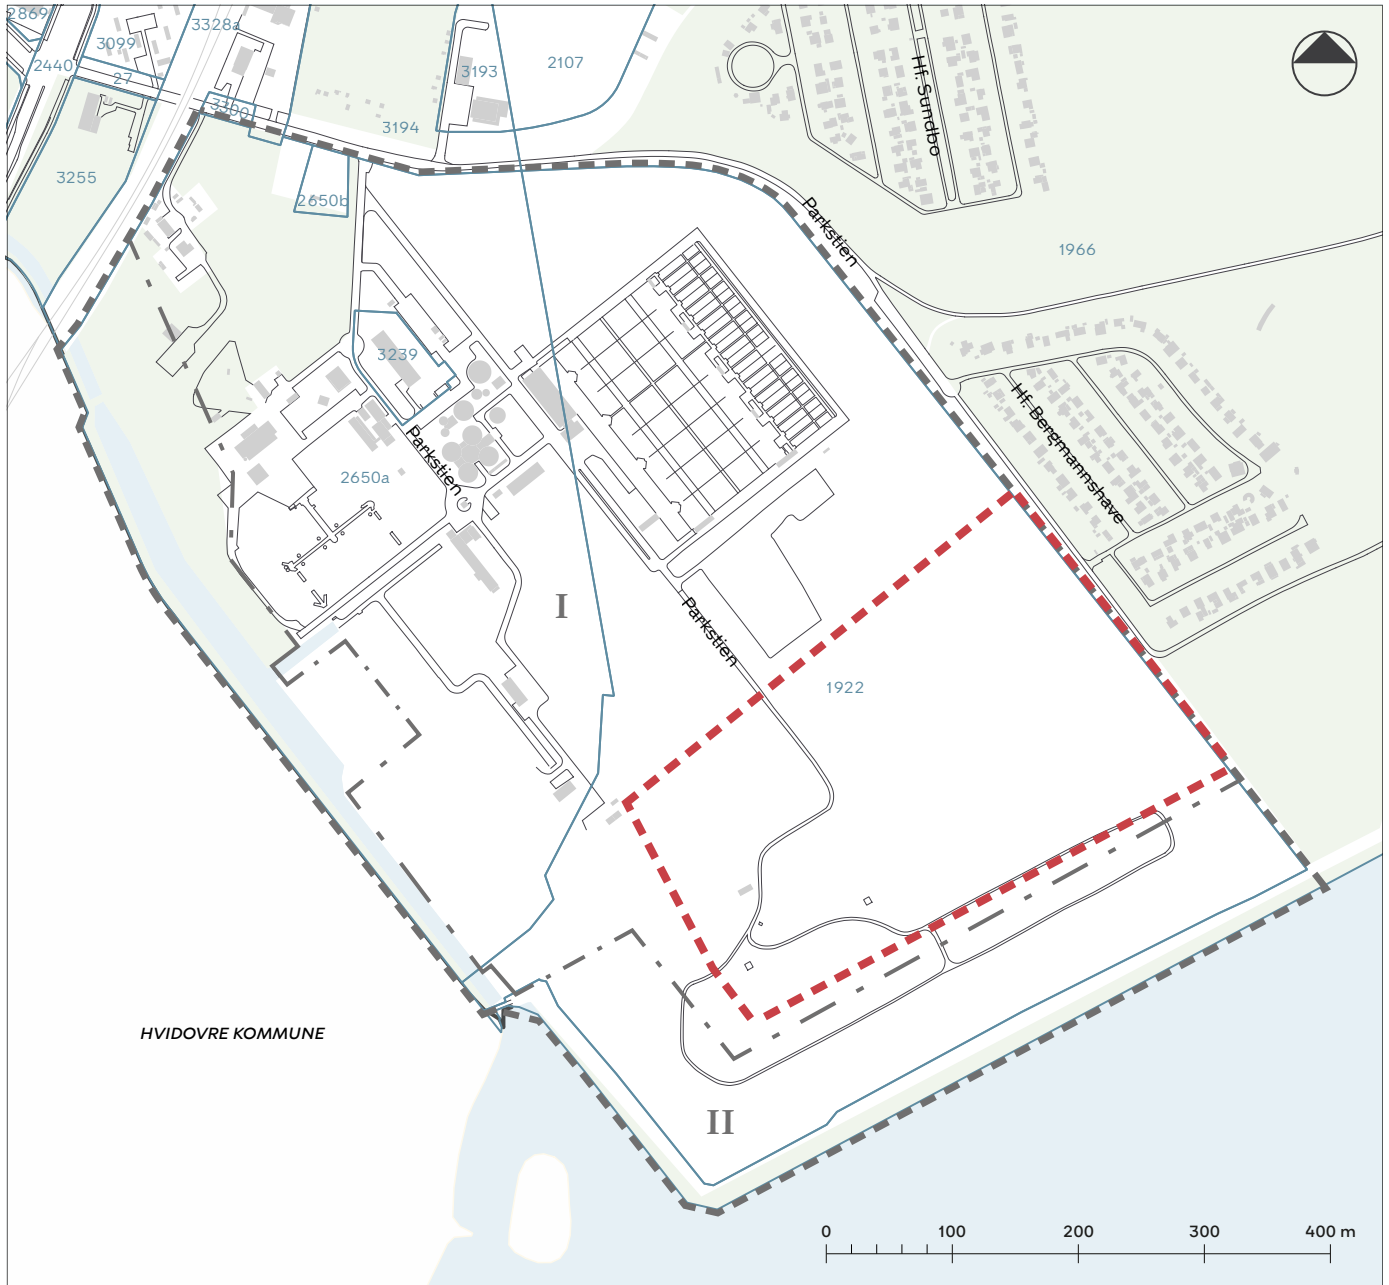 2869
3328a
3099
2440
27
3193
2107
Hf. Sundbo
3300
3194
3255
2650b
Parkstien
1966
3239
Hf. Bergmannshave
Parkstien
2650a
I
Parkstien
1922
HVIDOVRE KOMMUNE
II
0 100 200 300 400 m